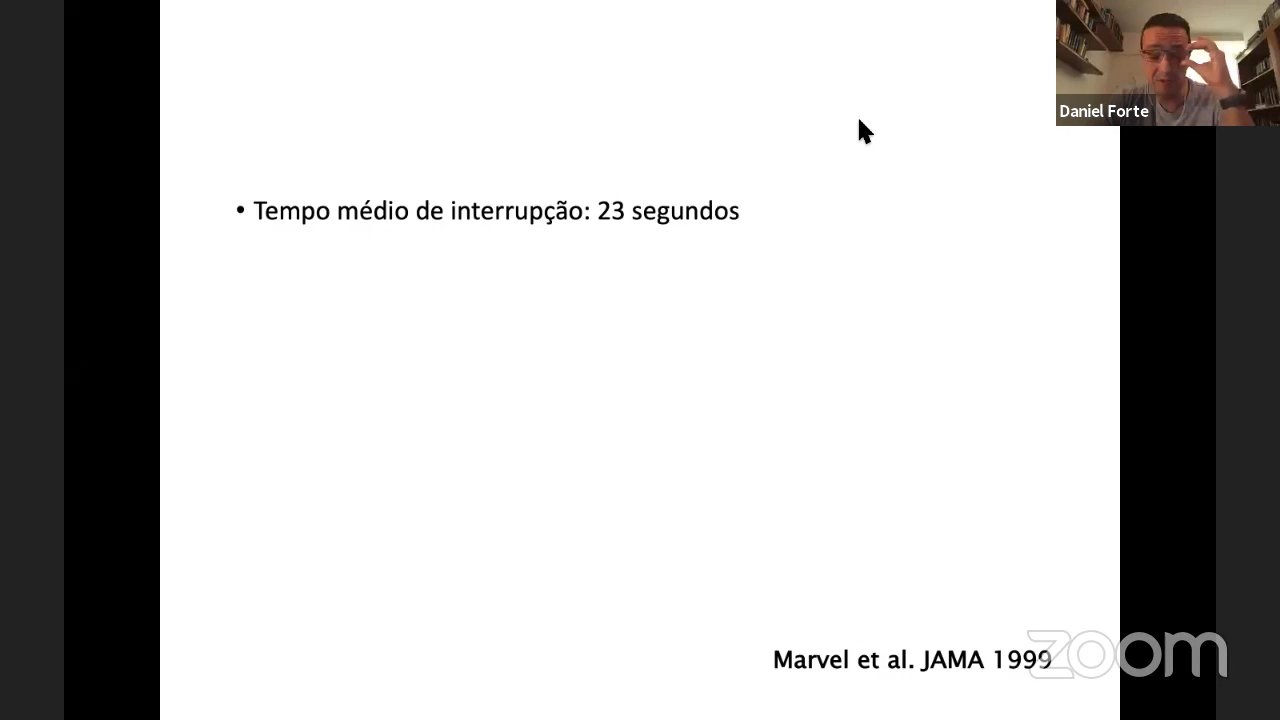 Daniel Forte
• Tempo médio de interrupção: 23 segundos
Marvel et al. JAMA 1999
zoom